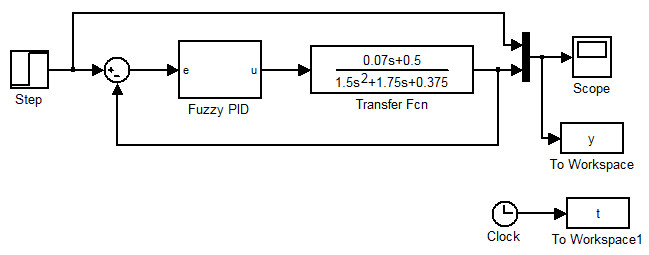 Step
+
-
e
u
Fuzzy PID
0.07s+0.5
1.5s2+1.75s+0.375
Transfer Fcn
Scope
y
To Workspace
Clock
t
To Workspace1